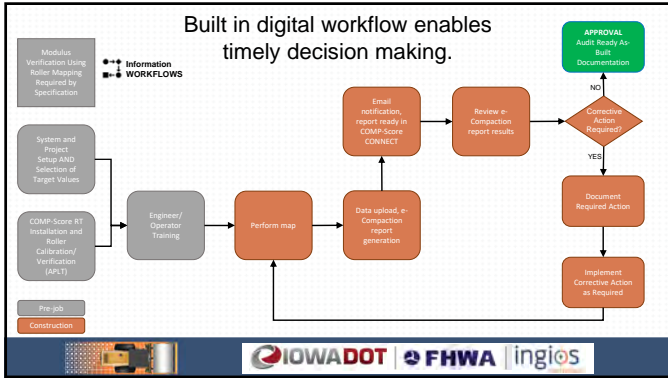 Built in digital workflow enables
timely decision making.
Modulus
Verification Using
Roller Mapping
Required by
Specification
Information
WORKFLOWS
APPROVAL
Audit Ready As-
Built
Documentation
NO
Email
notification,
report ready in
COMP-Score
CONNECT
Review e-
Compaction
report results
Corrective
Action
Required?
YES
System and
Project
Setup AND
Selection of
Target Values
COMP-Score RT
Installation and
Roller
Calibration/
Verification
(APLT)
Engineer/
Operator
Training
Perform map
Data upload, e-
Compaction
report
generation
Document
Required Action
Implement
Corrective Action
as Required
Pre-job
Construction
IOWADOT
FHWA
ingios